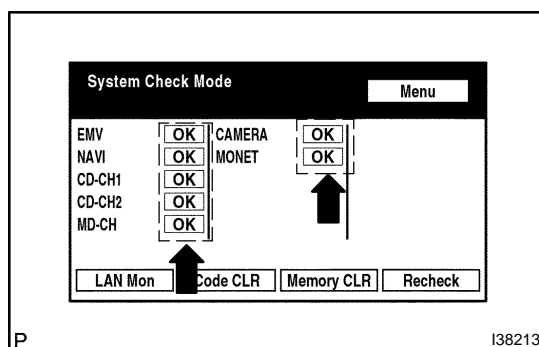 System Check Mode
Menu
EMV OK CAMERA OK
NAVI OK MONET OK
CD-CH1 OK
CD-CH2 OK
MD-CH OK
LAN Mon Code CLR Memory CLR Recheck
P I38213